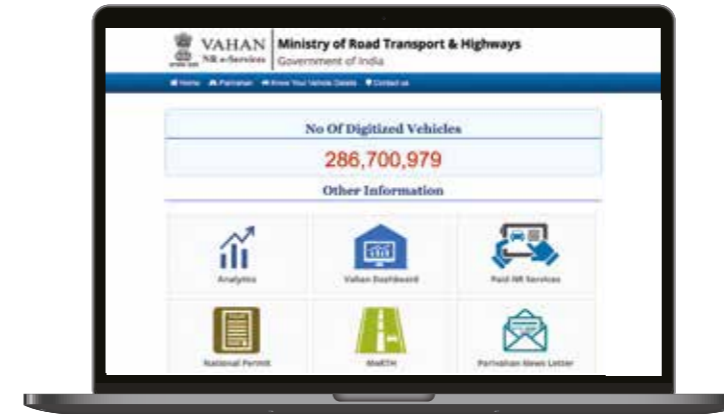 VAHAN
NR e-Services
Ministry of Road Transport & Highways
Government of India
Home Parivahan Know Your Vehicle Details Contact us
No Of Digitized Vehicles
286,700,979
Other Information
Analytics
Vahan Dashboard
Paid NR Services
National Permit
MoRTH
Parivahan News Letter